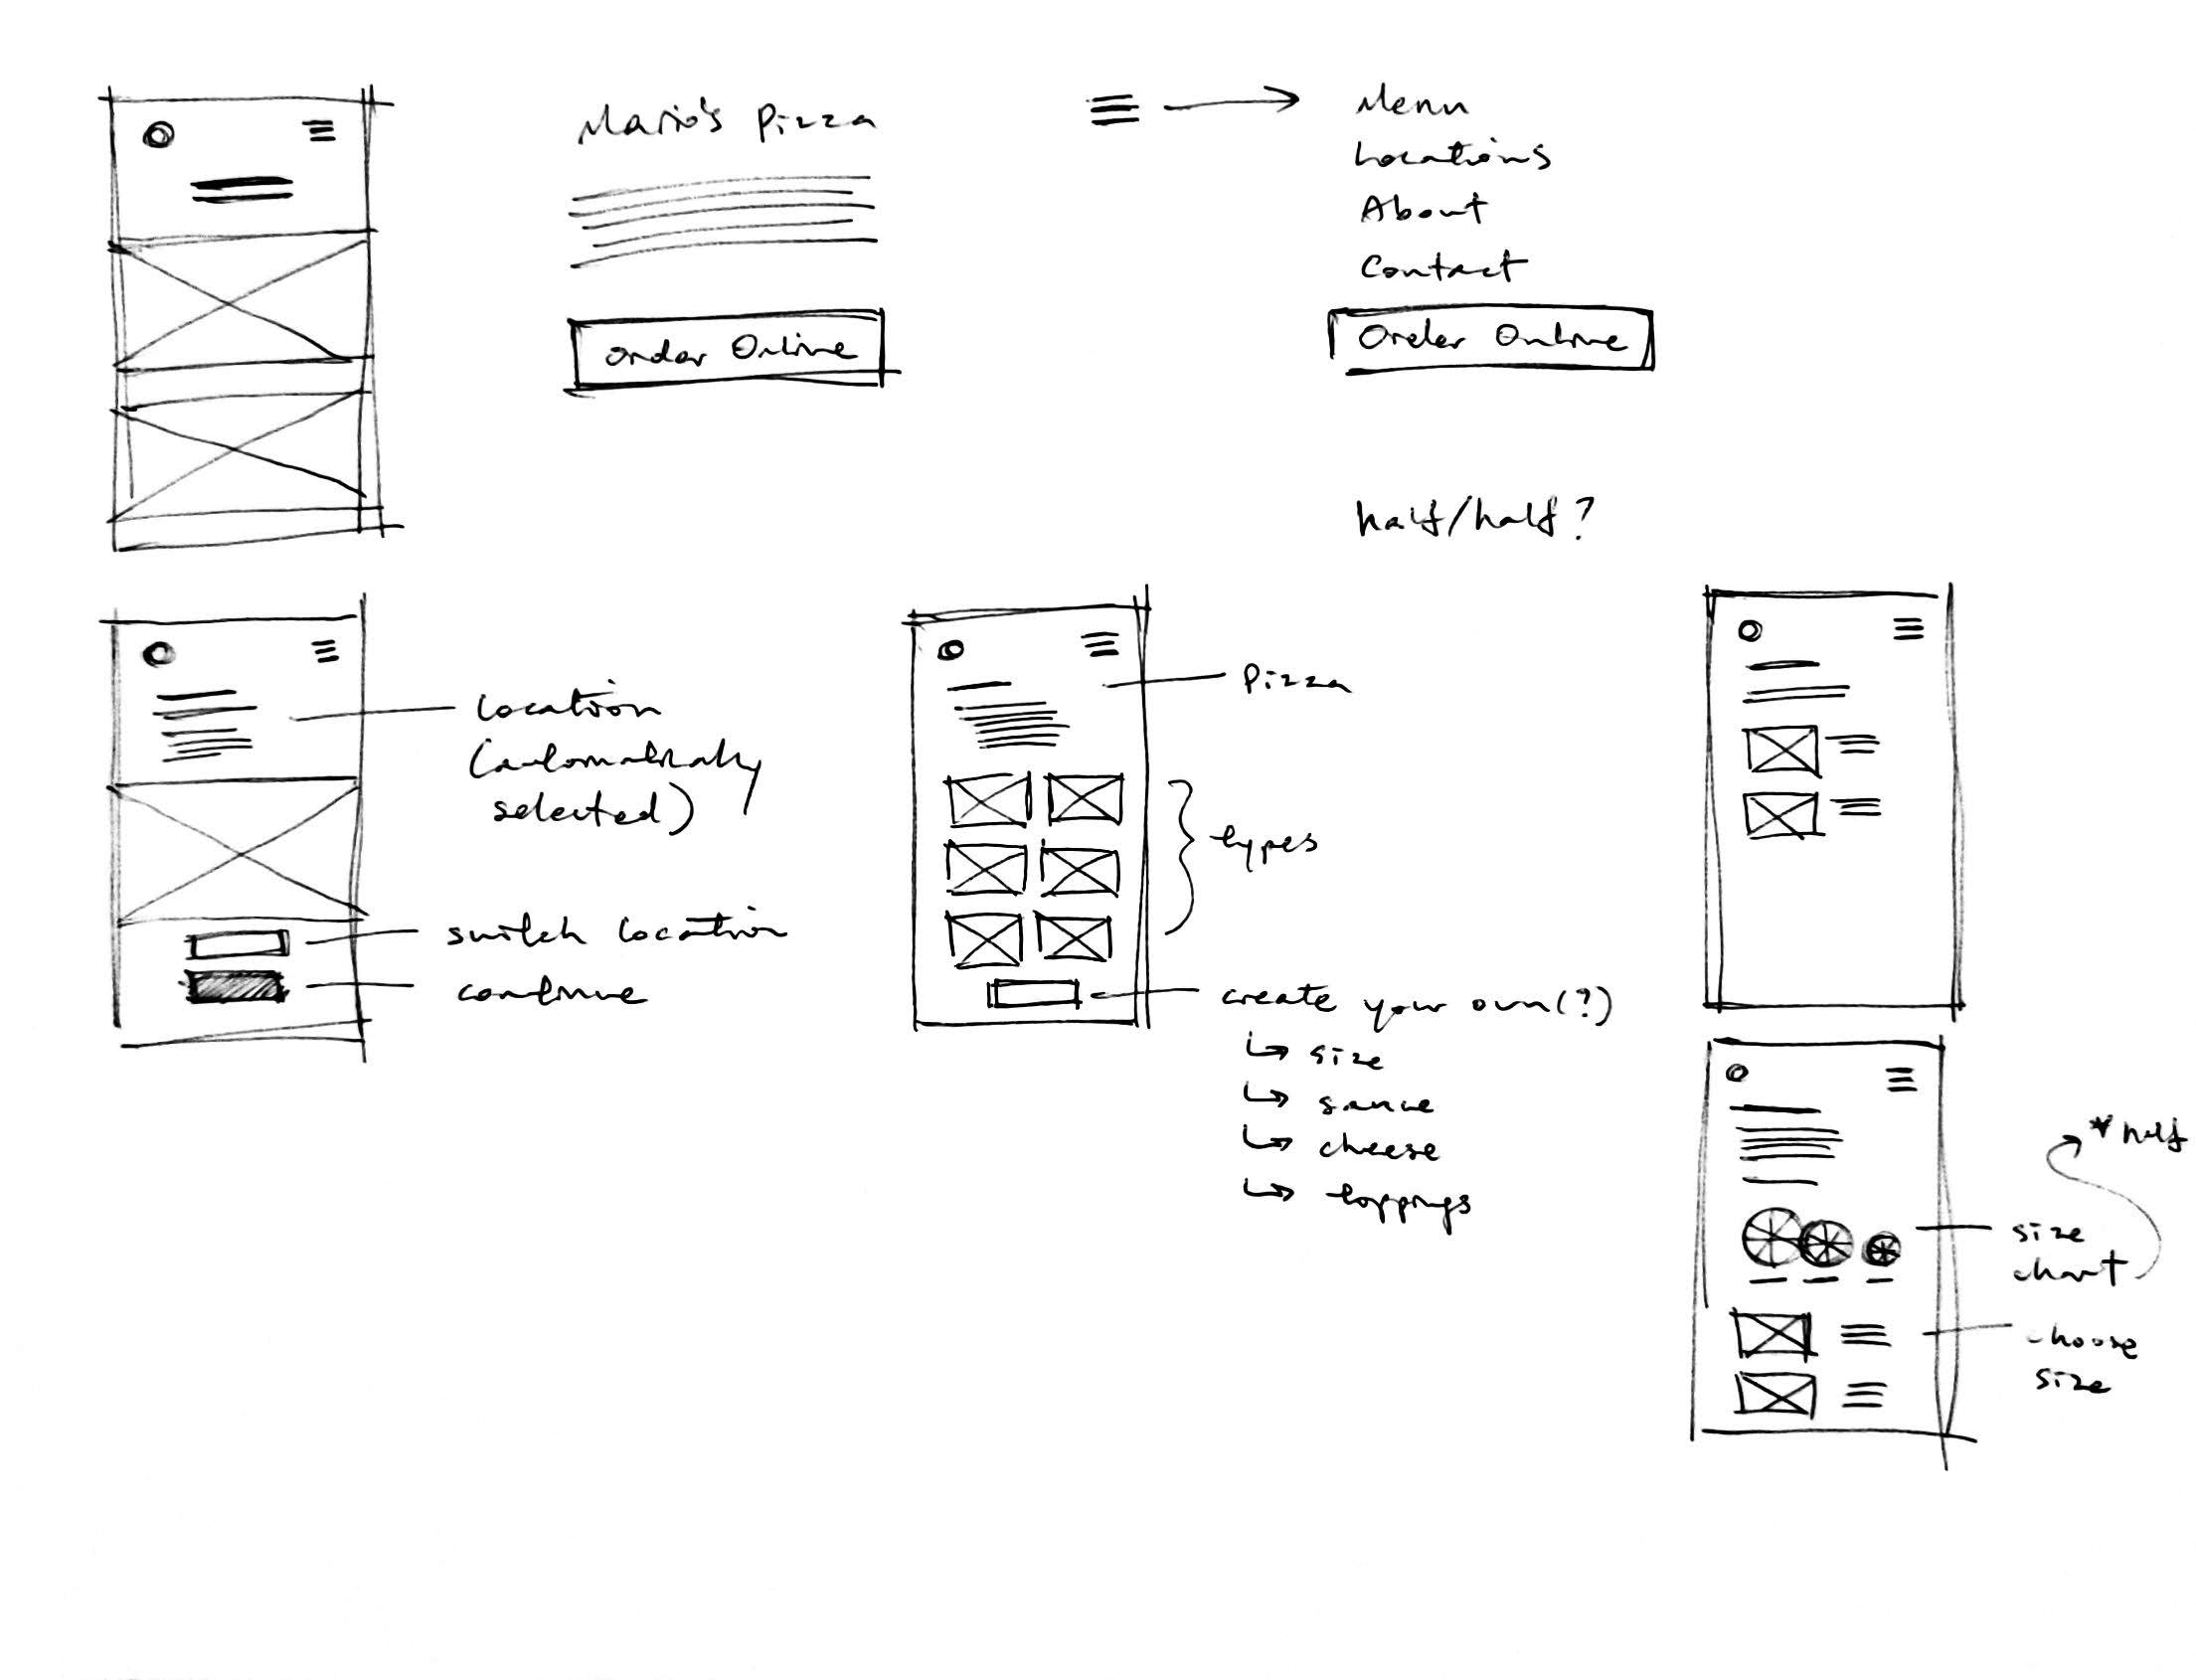 Mario's Pizza
Order Online
Menu
Locations
About
Contact
Order Online
half/half?
Location
(automatically
selected)
switch location
continue
Pizza
types
create your own(?)
size
sauce
cheese
toppings
*half
size
chart
choose
size